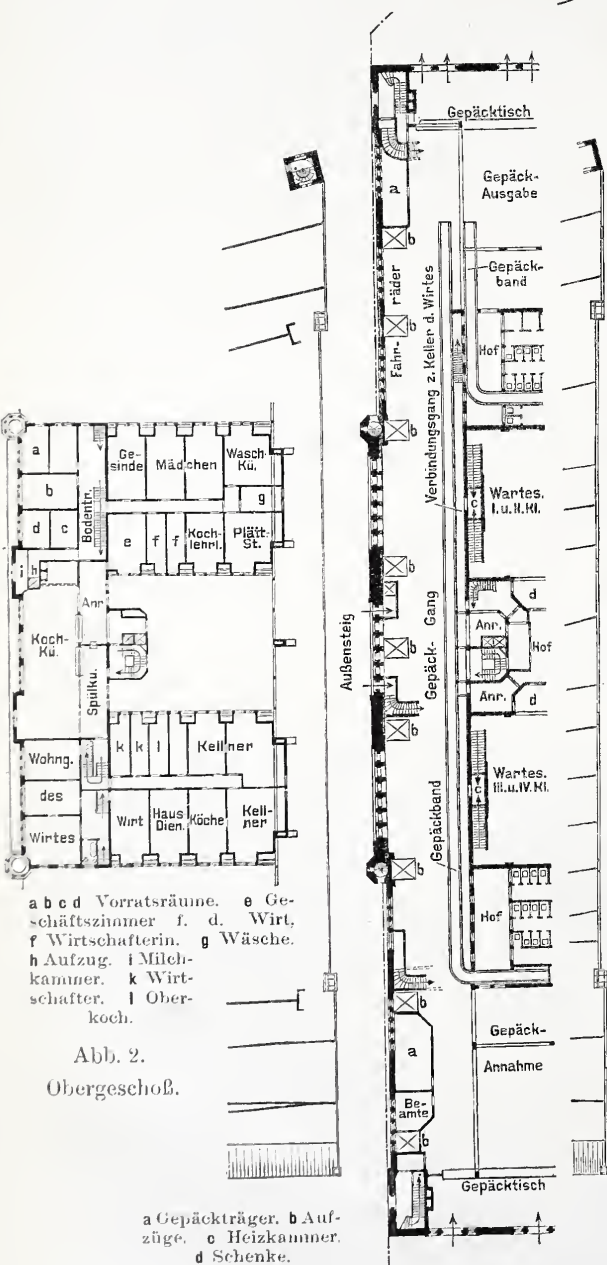 a
b
d
c
i
h
Koch-
Kü.
Wohng.
des
Wirtes
Bodentr.
Anr.
Spülkü.
Ge-
sinde
Mädchen
Wasch-
Kü.
g
e
f
f
Koch-
lehrl.
Plätt-
St.
k
k
l
Kellner
Wirt
Haus
Dien.
Köche
Kell-
ner
a b c d Vorratsräume. e Ge-
schäftszimmer f. d. Wirt.
f Wirtschafterin. g Wäsche.
h Aufzug. i Milch-
kammer. k Wirt-
schafter. l Ober-
koch.
Abb. 2.
Obergeschoß.
Gepäcktisch
a
Gepäck-
Ausgabe
b
Fahr-
räder
b
b
Gepäck-
band
Hof
Verbindungsgang z. Keller d. Wirtes
Wartes.
I. u. II. Kl.
c
b
b
b
Außensteig
Gepäck-
Gang
Anr.
d
Hof
Anr.
d
Wartes.
III. u. IV. Kl.
c
Gepäckband
b
Hof
b
a
Be-
amte
b
Gepäck-
Annahme
Gepäcktisch
a Gepäckträger. b Auf-
züge. c Heizkammer.
d Schenke.